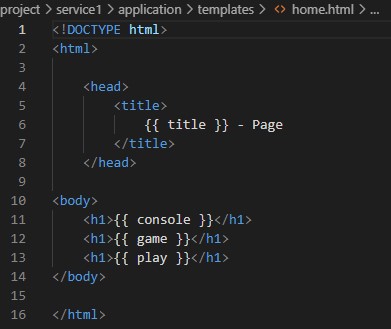 project > service1 > application > templates > <> home.html > ...
1 <!DOCTYPE html>
2 <html>
3
4 <head>
5 <title>
6 {{ title }} - Page
7 </title>
8 </head>
9
10 <body>
11 <h1>{{ console }}</h1>
12 <h1>{{ game }}</h1>
13 <h1>{{ play }}</h1>
14 </body>
15
16 </html>